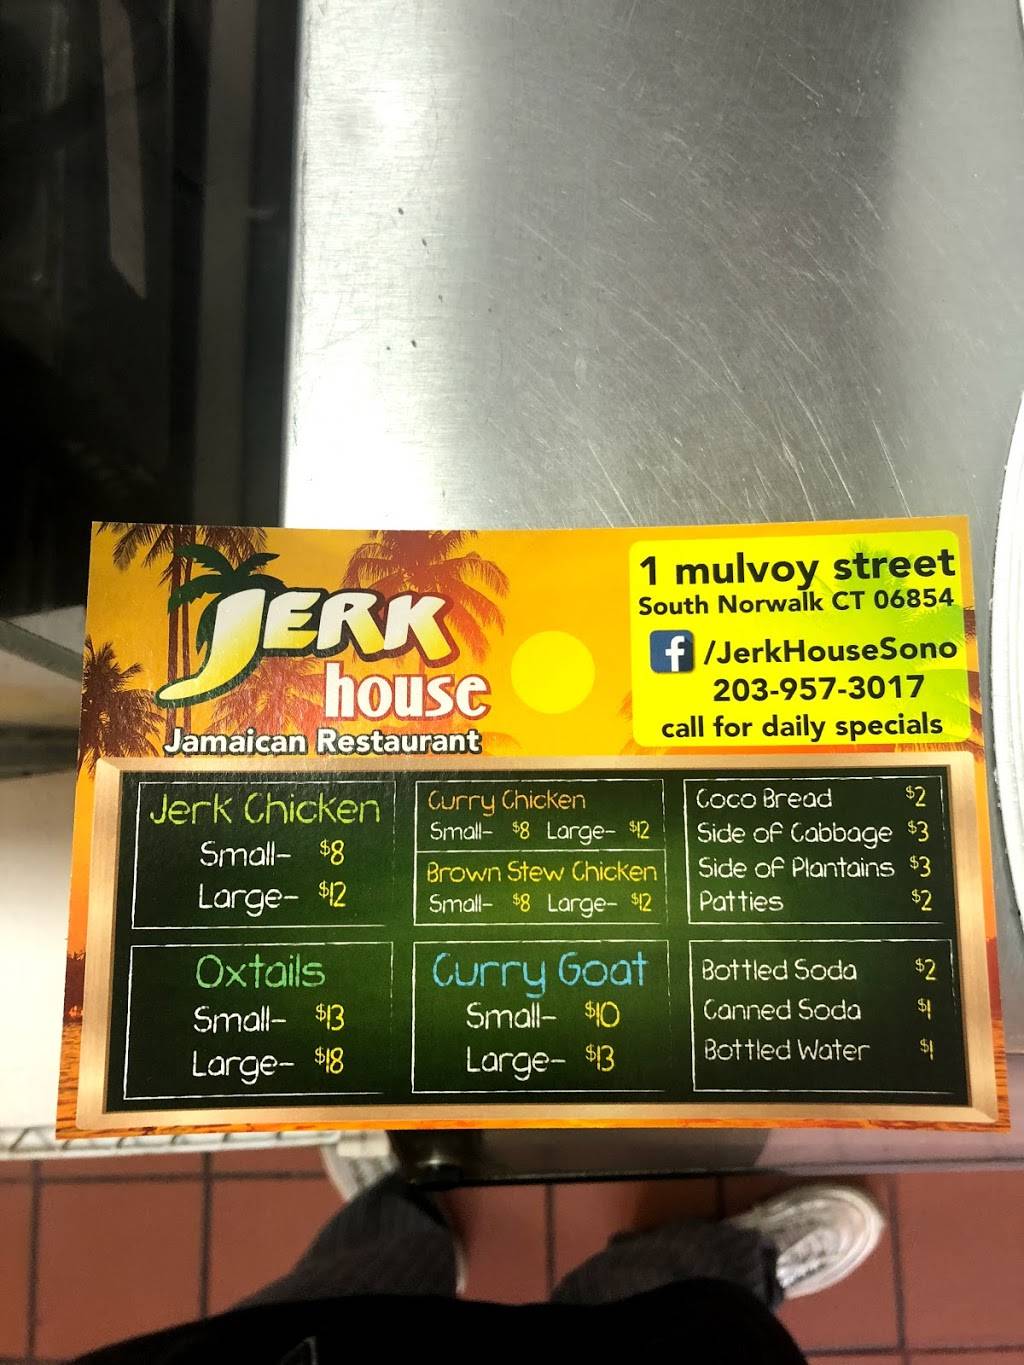 JERK
house
Jamaican Restaurant
1 mulvoy street
South Norwalk CT 06854
f /JerkHouseSono
203-957-3017
call for daily specials
Jerk Chicken
Small- $8
Large- $12
Curry Chicken
Small- $8 Large- $12
Brown Stew Chicken
Small- $8 Large- $12
Coco Bread $2
Side of Cabbage $3
Side of Plantains $3
Patties $2
Oxtails
Small- $13
Large- $18
Curry Goat
Small- $10
Large- $13
Bottled Soda $2
Canned Soda $1
Bottled Water $1